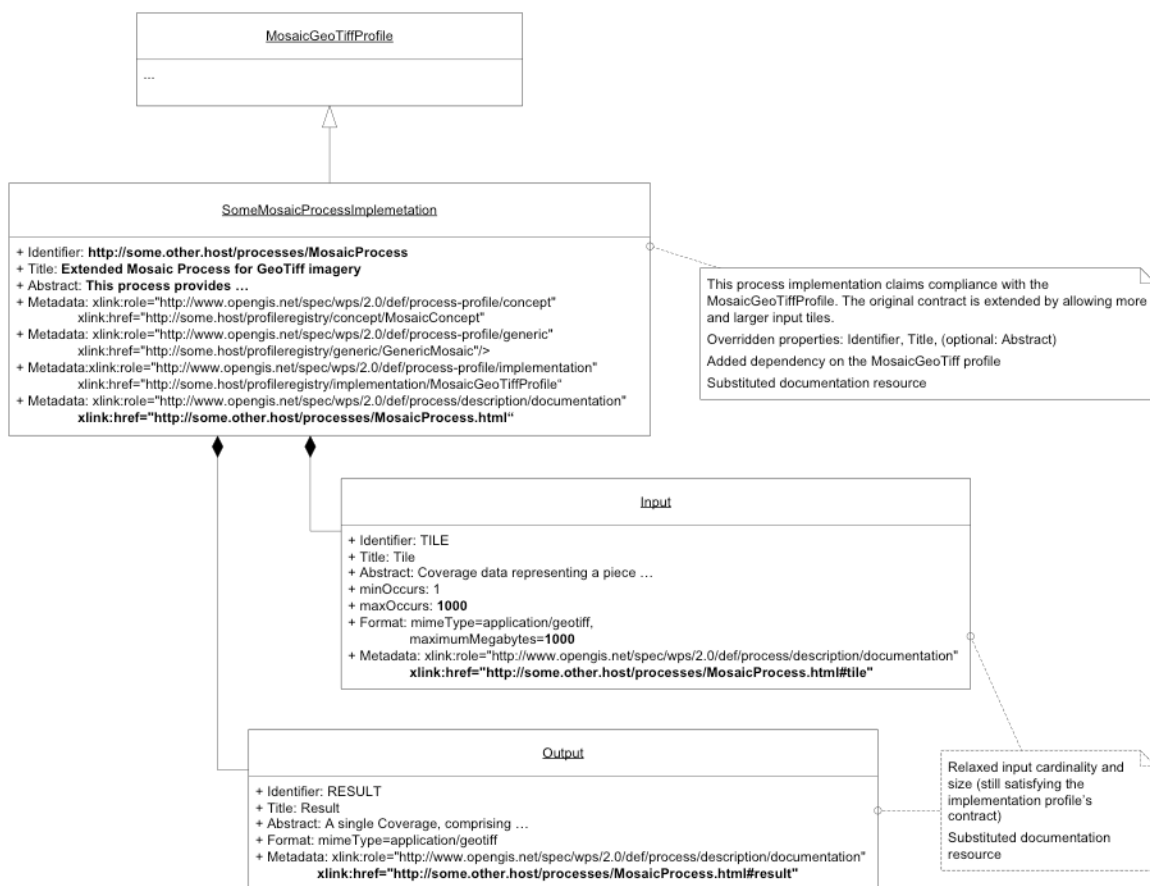 MosaicGeoTiffProfile
---
SomeMosaicProcessImplemetation
+ Identifier: http://some.other.host/processes/MosaicProcess
+ Title: Extended Mosaic Process for GeoTiff imagery
+ Abstract: This process provides …
+ Metadata: xlink:role="http://www.opengis.net/spec/wps/2.0/def/process-profile/concept"
xlink:href="http://some.host/profileregistry/concept/MosaicConcept"
+ Metadata: xlink:role="http://www.opengis.net/spec/wps/2.0/def/process-profile/generic"
xlink:href="http://some.host/profileregistry/generic/GenericMosaic"/>
+ Metadata:xlink:role="http://www.opengis.net/spec/wps/2.0/def/process-profile/implementation"
xlink:href="http://some.host/profileregistry/implementation/MosaicGeoTiffProfile"
+ Metadata: xlink:role="http://www.opengis.net/spec/wps/2.0/def/process/description/documentation"
xlink:href="http://some.other.host/processes/MosaicProcess.html“
This process implementation claims compliance with the
MosaicGeoTiffProfile. The original contract is extended by allowing more
and larger input tiles.
Overridden properties: Identifier, Title, (optional: Abstract)
Added dependency on the MosaicGeoTiff profile
Substituted documentation resource
Input
+ Identifier: TILE
+ Title: Tile
+ Abstract: Coverage data representing a piece …
+ minOccurs: 1
+ maxOccurs: 1000
+ Format: mimeType=application/geotiff,
maximumMegabytes=1000
+ Metadata: xlink:role="http://www.opengis.net/spec/wps/2.0/def/process/description/documentation"
xlink:href="http://some.other.host/processes/MosaicProcess.html#tile"
Output
+ Identifier: RESULT
+ Title: Result
+ Abstract: A single Coverage, comprising …
+ Format: mimeType=application/geotiff
+ Metadata: xlink:role="http://www.opengis.net/spec/wps/2.0/def/process/description/documentation"
xlink:href="http://some.other.host/processes/MosaicProcess.html#result"
Relaxed input cardinality and
size (still satisfying the
implementation profile's
contract)
Substituted documentation
resource